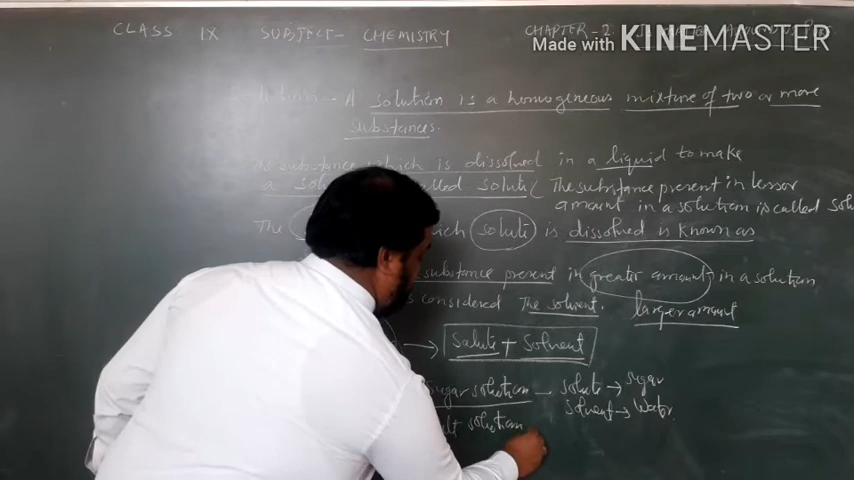 CLASS IX SUBJECT- CHEMISTRY CHAPTER-2
Made with KINEMASTER
A solution is a homogeneous mixture of two or more
substances.
substance which is dissolved in a liquid to make
a called solute ( The substance present in lesser
amount in a solution is called
The which solute is dissolved is known as
substance present in greater amount in a solution
is considered The solvent. larger amount
→ Solute + Solvent
Sugar solution — solute → sugar
solvent → Water
solution